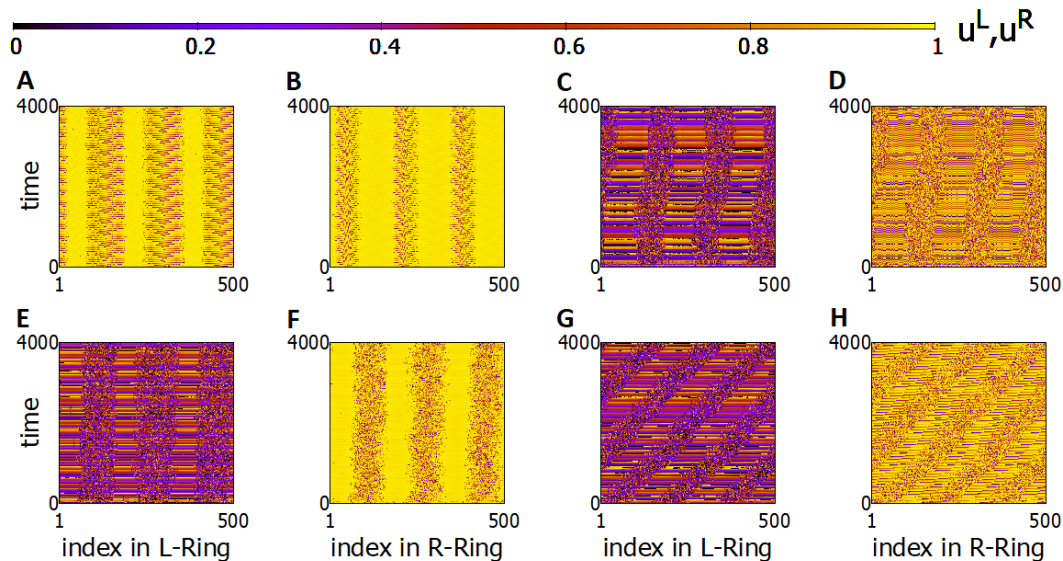 0 0.2 0.4 0.6 0.8 1 u^L,u^R
A B C D
4000 4000 4000 4000
time
0 0 0 0
1 500 1 500 1 500 1 500
E F G H
4000 4000 4000 4000
time
0 0 0 0
1 500 1 500 1 500 1 500
index in L-Ring index in R-Ring index in L-Ring index in R-Ring